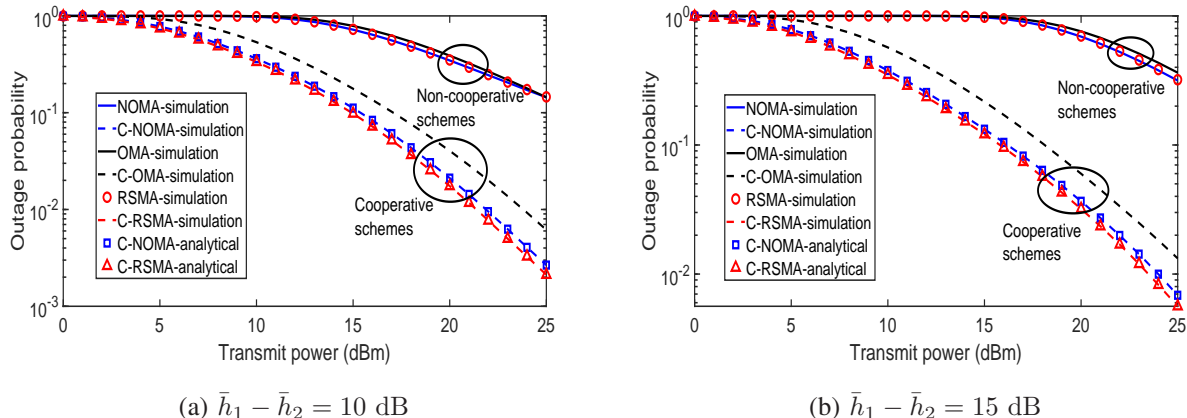 10^0
10^-1
10^-2
10^-3
Outage probability
NOMA-simulation
C-NOMA-simulation
OMA-simulation
C-OMA-simulation
RSMA-simulation
C-RSMA-simulation
C-NOMA-analytical
C-RSMA-analytical
Non-cooperative
schemes
Cooperative
schemes
0 5 10 15 20 25
Transmit power (dBm)
(a) h̄₁ − h̄₂ = 10 dB
10^0
10^-1
10^-2
Outage probability
NOMA-simulation
C-NOMA-simulation
OMA-simulation
C-OMA-simulation
RSMA-simulation
C-RSMA-simulation
C-NOMA-analytical
C-RSMA-analytical
Non-cooperative
schemes
Cooperative
schemes
0 5 10 15 20 25
Transmit power (dBm)
(b) h̄₁ − h̄₂ = 15 dB